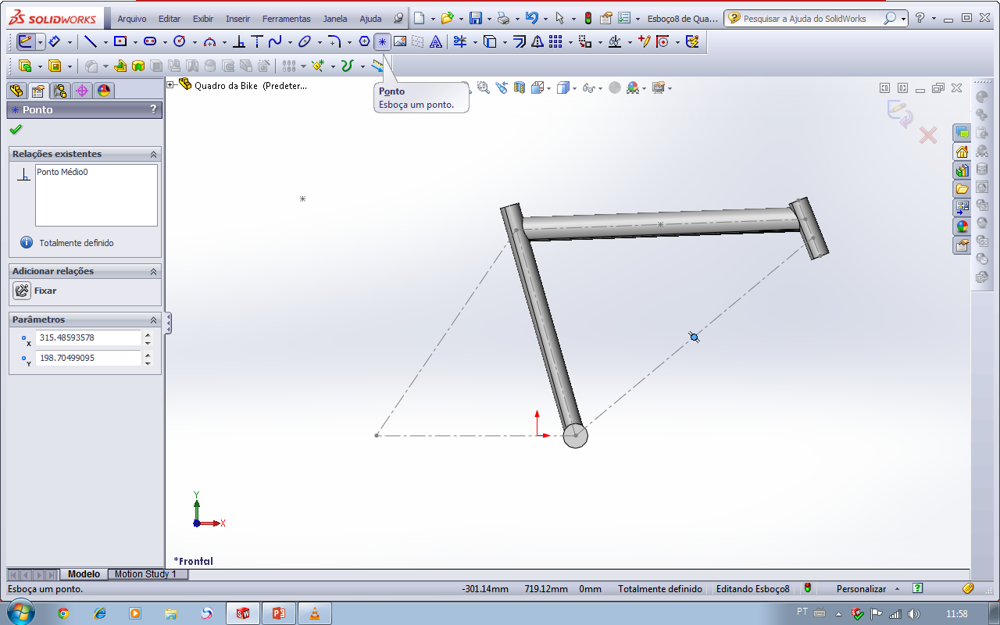 SOLIDWORKS
Arquivo Editar Exibir Inserir Ferramentas Janela Ajuda
Esboço8 de Qua...
Pesquisar a Ajuda do SolidWorks
Quadro da Bike (Predeter...
Ponto
Esboça um ponto.
Ponto
?
Relações existentes
Ponto Médio0
Totalmente definido
Adicionar relações
Fixar
Parâmetros
X 315.48593578
Y 198.70499095
Y
X
*Frontal
Modelo Motion Study 1
Esboça um ponto.
-301.14mm 719.12mm 0mm Totalmente definido Editando Esboço8 Personalizar ?
PT 11:58